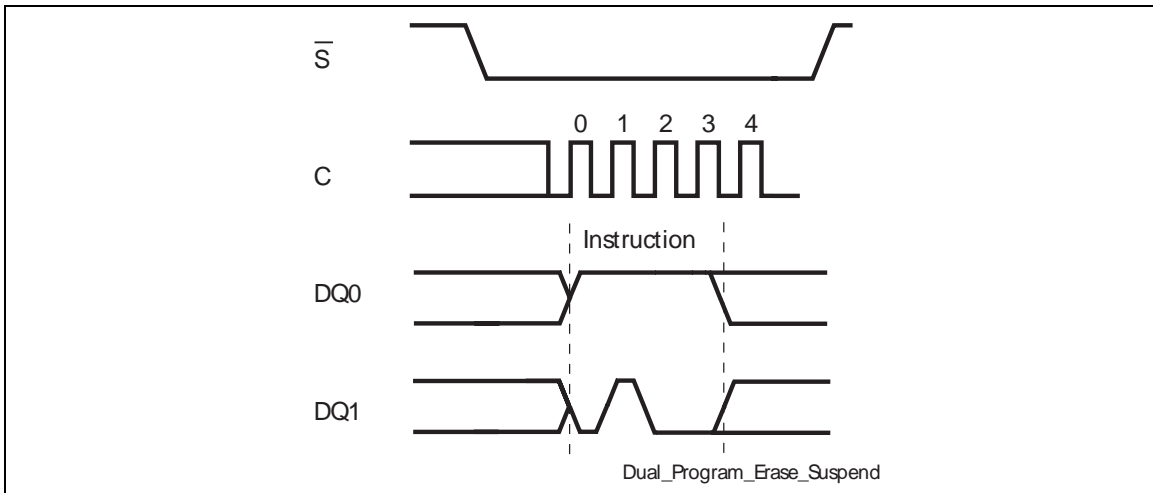 S
0 1 2 3 4
C
Instruction
DQ0
DQ1
Dual_Program_Erase_Suspend